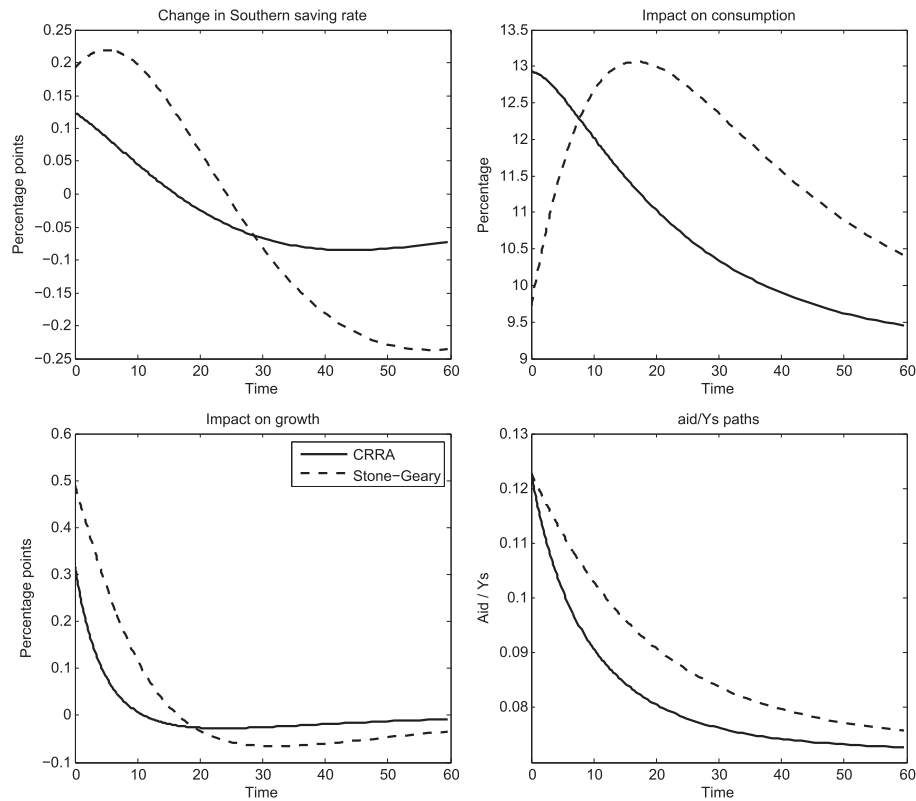 Change in Southern saving rate
0.25
0.2
0.15
0.1
0.05
0
−0.05
−0.1
−0.15
−0.2
−0.25
Percentage points
0 10 20 30 40 50 60
Time
Impact on consumption
13.5
13
12.5
12
11.5
11
10.5
10
9.5
9
Percentage
0 10 20 30 40 50 60
Time
Impact on growth
0.6
0.5
0.4
0.3
0.2
0.1
0
−0.1
Percentage points
CRRA
Stone−Geary
0 10 20 30 40 50 60
Time
aid/Ys paths
0.13
0.12
0.11
0.1
0.09
0.08
Aid / Ys
0 10 20 30 40 50 60
Time